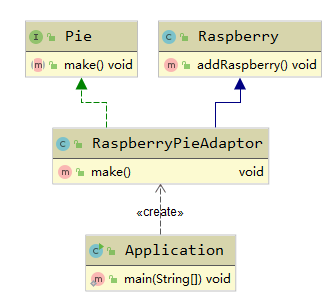 I Pie
m make() void
C Raspberry
m addRaspberry() void
C RaspberryPieAdaptor
m make() void
«create»
C Application
m main(String[]) void